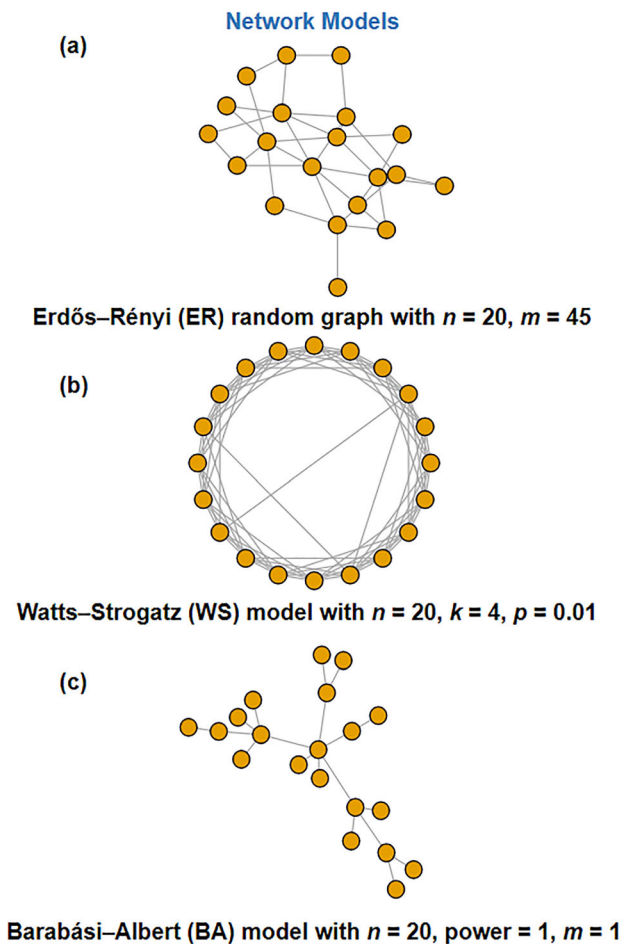 Network Models
(a)
Erdős–Rényi (ER) random graph with n = 20, m = 45
(b)
Watts–Strogatz (WS) model with n = 20, k = 4, p = 0.01
(c)
Barabási–Albert (BA) model with n = 20, power = 1, m = 1